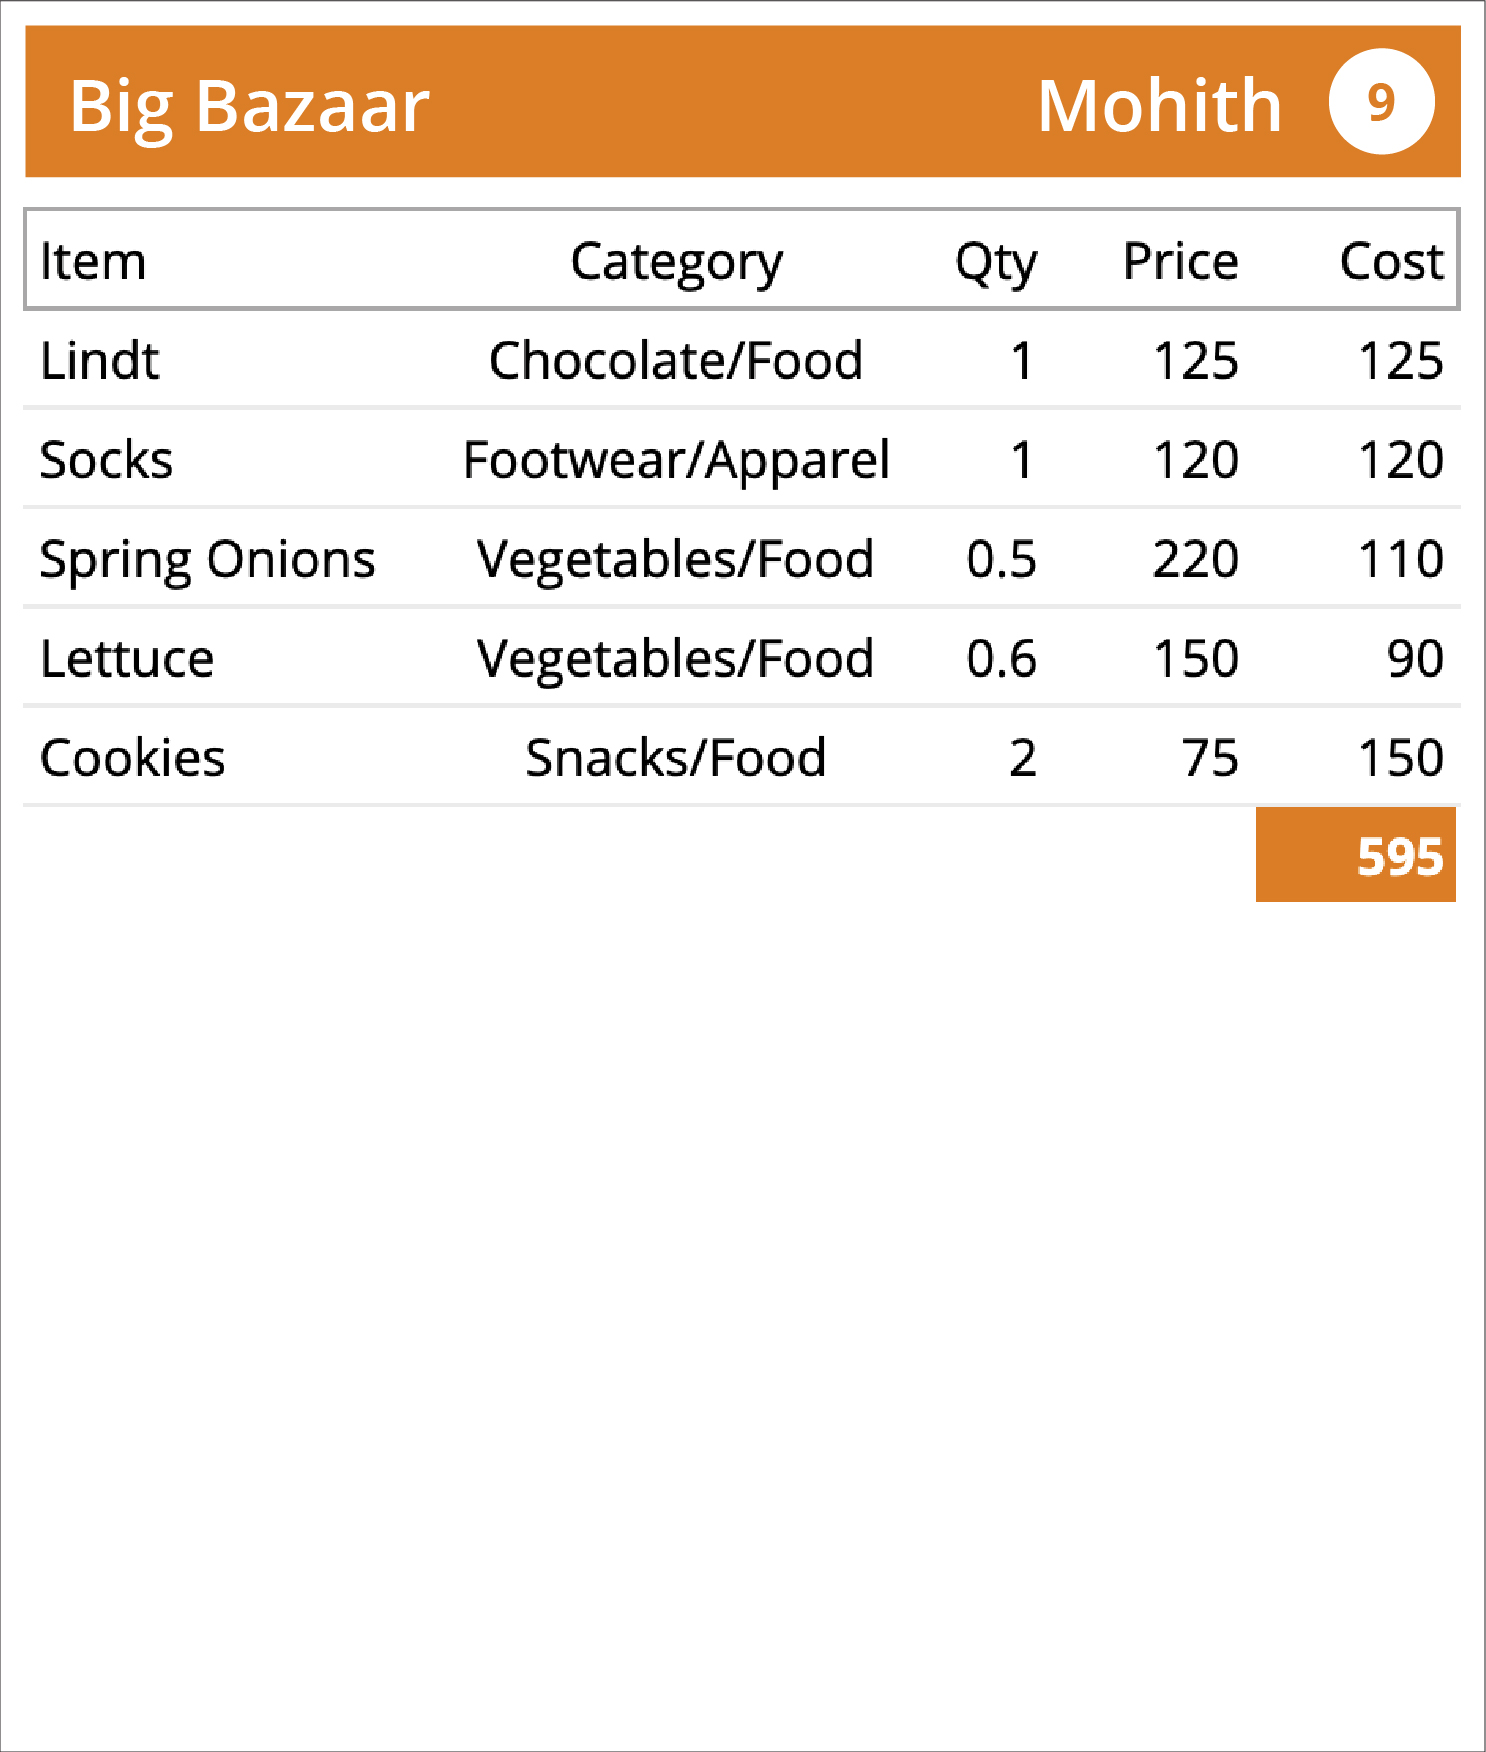 Big Bazaar Mohith 9
Item Category Qty Price Cost
Lindt Chocolate/Food 1 125 125
Socks Footwear/Apparel 1 120 120
Spring Onions Vegetables/Food 0.5 220 110
Lettuce Vegetables/Food 0.6 150 90
Cookies Snacks/Food 2 75 150
595